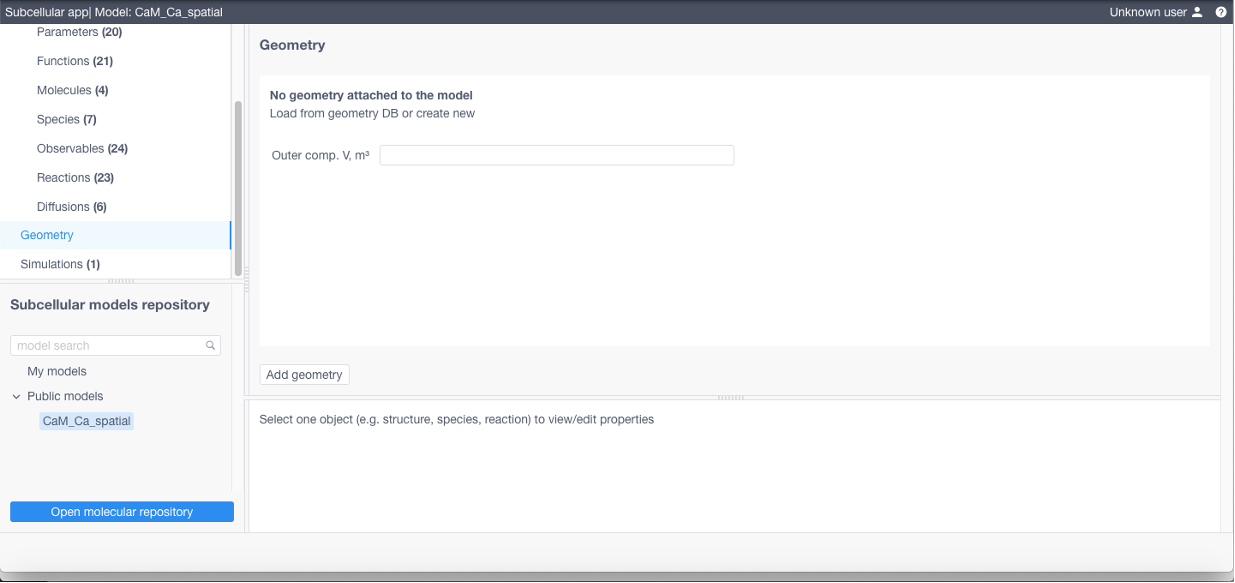 Subcellular app| Model: CaM_Ca_spatial
Unknown user
Parameters (20)
Functions (21)
Molecules (4)
Species (7)
Observables (24)
Reactions (23)
Diffusions (6)
Geometry
Simulations (1)
Subcellular models repository
model search
My models
Public models
CaM_Ca_spatial
Open molecular repository
Geometry
No geometry attached to the model
Load from geometry DB or create new
Outer comp. V, m³
Add geometry
Select one object (e.g. structure, species, reaction) to view/edit properties